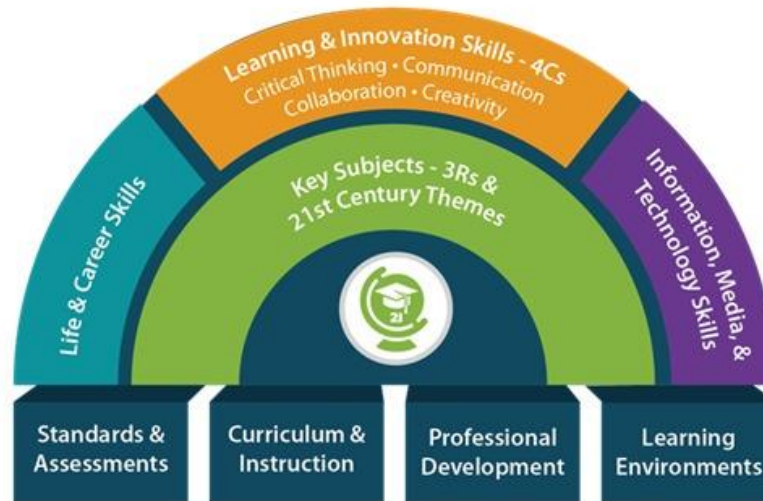 Learning & Innovation Skills - 4Cs
Critical Thinking • Communication
Collaboration • Creativity
Life & Career Skills
Key Subjects - 3Rs &
21st Century Themes
Information, Media, &
Technology Skills
21
Standards &
Assessments
Curriculum &
Instruction
Professional
Development
Learning
Environments